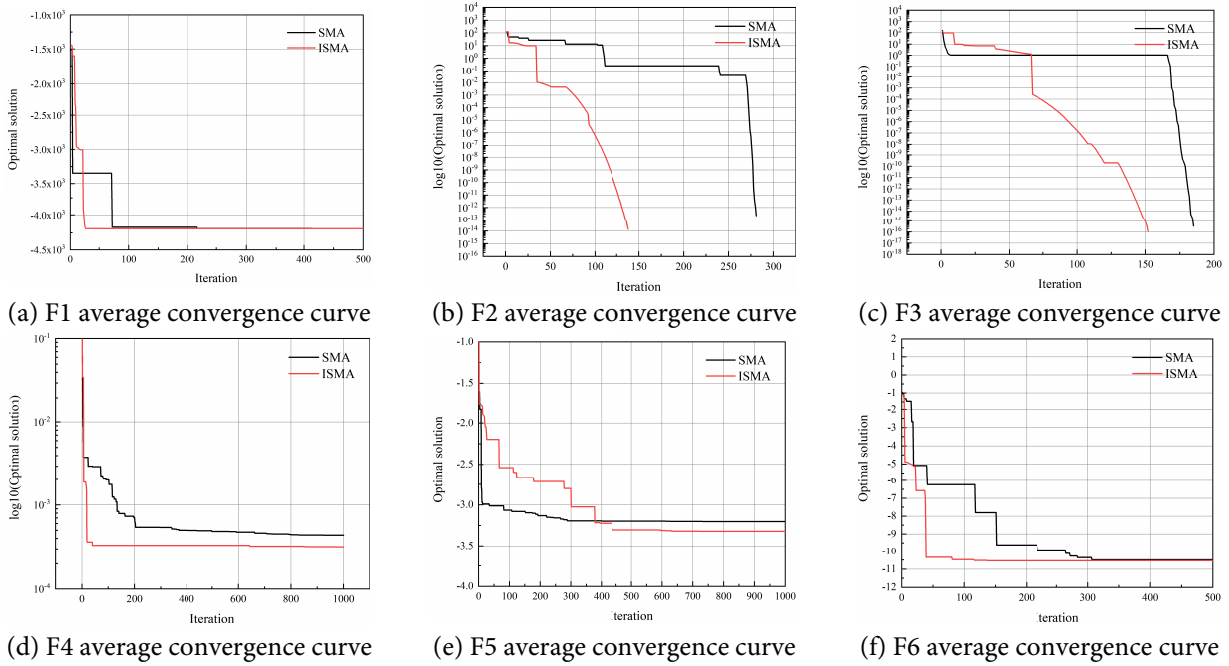 -1.0x10³
-1.5x10³
-2.0x10³
-2.5x10³
-3.0x10³
-3.5x10³
-4.0x10³
-4.5x10³
Optimal solution
SMA
ISMA
0 100 200 300 400 500
Iteration
(a) F1 average convergence curve
10⁴
10³
10²
10¹
10⁰
10⁻¹
10⁻²
10⁻³
10⁻⁴
10⁻⁵
10⁻⁶
10⁻⁷
10⁻⁸
10⁻⁹
10⁻¹⁰
10⁻¹¹
10⁻¹²
10⁻¹³
10⁻¹⁴
10⁻¹⁵
10⁻¹⁶
log10(Optimal solution)
SMA
ISMA
0 50 100 150 200 250 300
Iteration
(b) F2 average convergence curve
10⁴
10³
10²
10¹
10⁰
10⁻¹
10⁻²
10⁻³
10⁻⁴
10⁻⁵
10⁻⁶
10⁻⁷
10⁻⁸
10⁻⁹
10⁻¹⁰
10⁻¹¹
10⁻¹²
10⁻¹³
10⁻¹⁴
10⁻¹⁵
10⁻¹⁶
10⁻¹⁷
10⁻¹⁸
log10(Optimal solution)
SMA
ISMA
0 50 100 150 200
Iteration
(c) F3 average convergence curve
10⁻¹
10⁻²
10⁻³
10⁻⁴
log10(Optimal solution)
SMA
ISMA
0 200 400 600 800 1000
Iteration
(d) F4 average convergence curve
-1.0
-1.5
-2.0
-2.5
-3.0
-3.5
-4.0
Optimal solution
SMA
ISMA
0 100 200 300 400 500 600 700 800 900 1000
teration
(e) F5 average convergence curve
2
1
0
-1
-2
-4
-5
-6
-7
-8
-9
-10
-11
-12
Optimal solution
SMA
ISMA
0 100 200 300 400 500
Iteration
(f) F6 average convergence curve